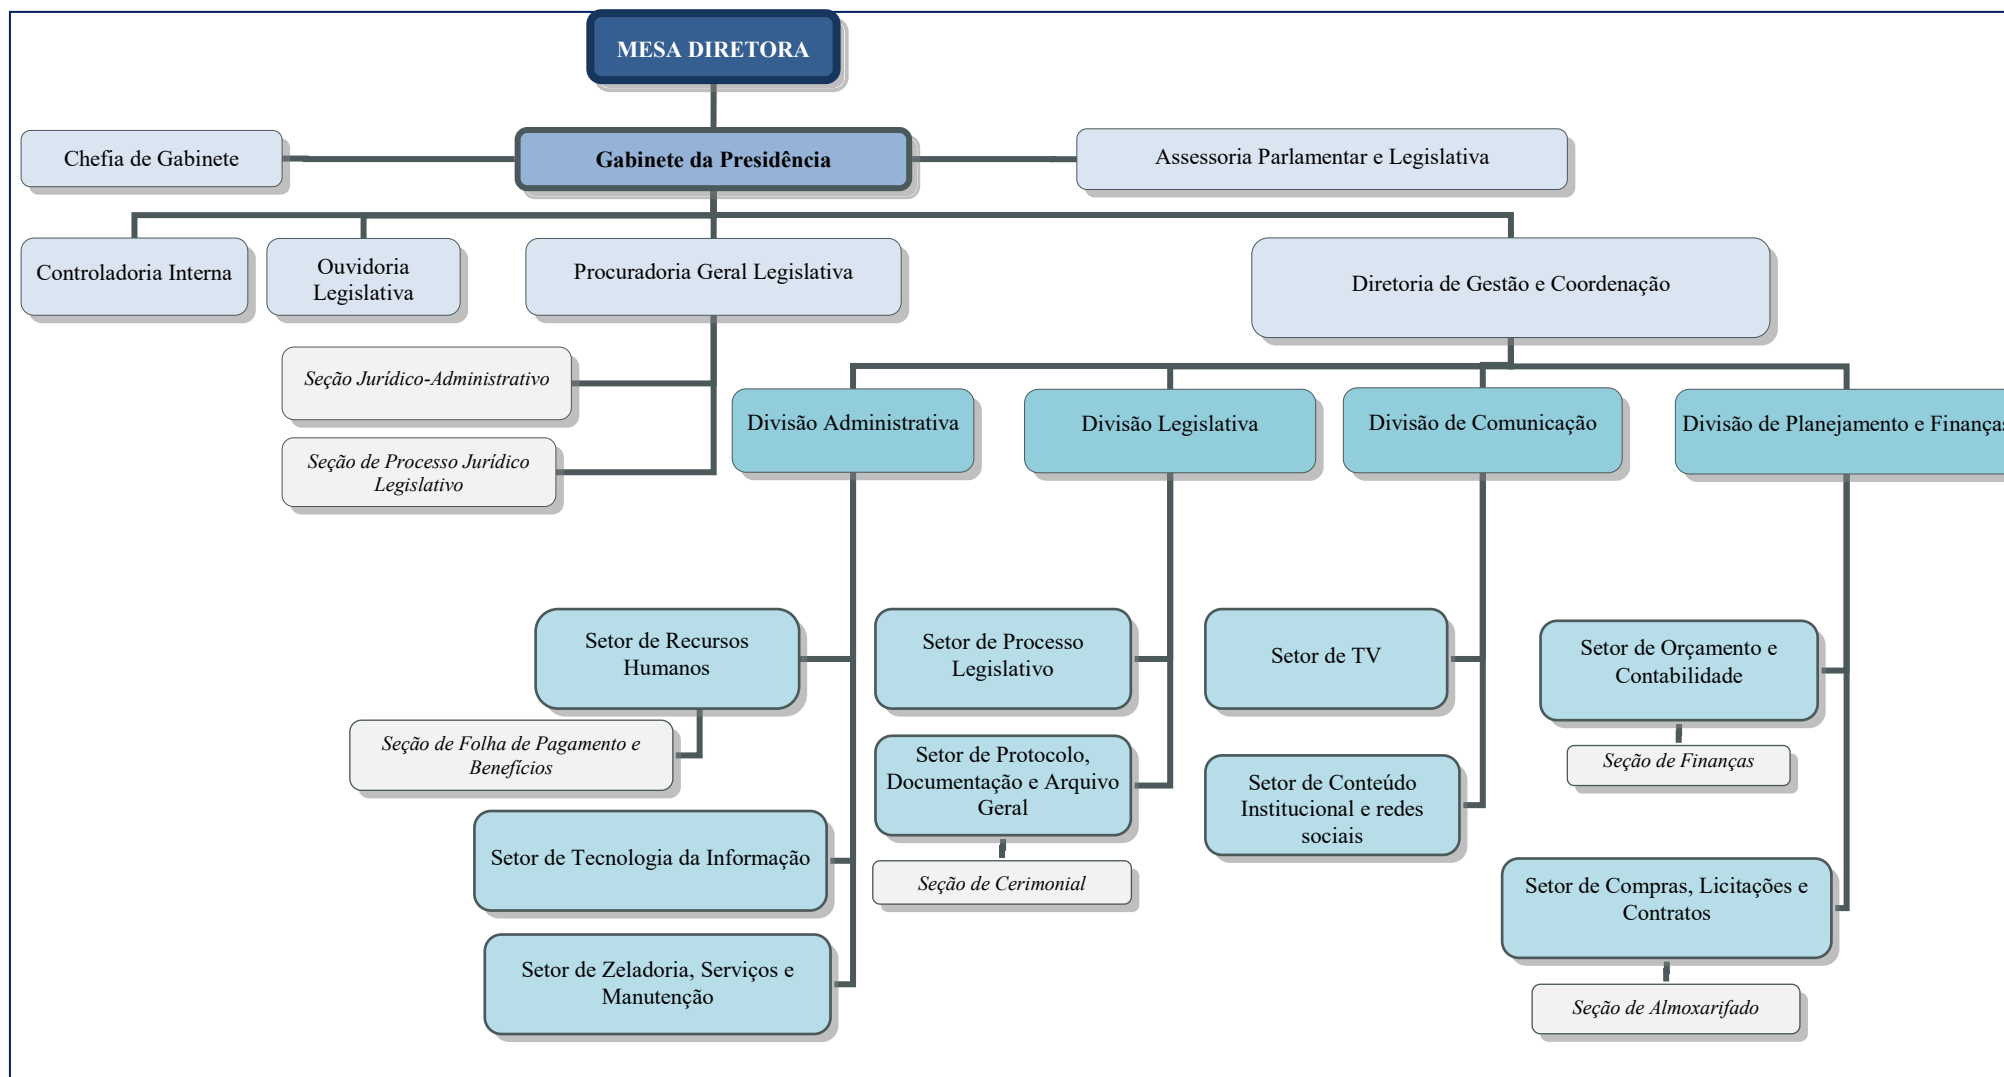 MESA DIRETORA
Chefia de Gabinete
Gabinete da Presidência
Assessoria Parlamentar e Legislativa
Controladoria Interna
Ouvidoria
Legislativa
Procuradoria Geral Legislativa
Diretoria de Gestão e Coordenação
Seção Jurídico-Administrativo
Seção de Processo Jurídico
Legislativo
Divisão Administrativa
Divisão Legislativa
Divisão de Comunicação
Divisão de Planejamento e Finanças
Setor de Recursos
Humanos
Setor de Processo
Legislativo
Setor de TV
Setor de Orçamento e
Contabilidade
Seção de Folha de Pagamento e
Benefícios
Setor de Protocolo,
Documentação e Arquivo
Geral
Setor de Conteúdo
Institucional e redes
sociais
Seção de Finanças
Setor de Tecnologia da Informação
Seção de Cerimonial
Setor de Compras, Licitações e
Contratos
Setor de Zeladoria, Serviços e
Manutenção
Seção de Almoxarifado